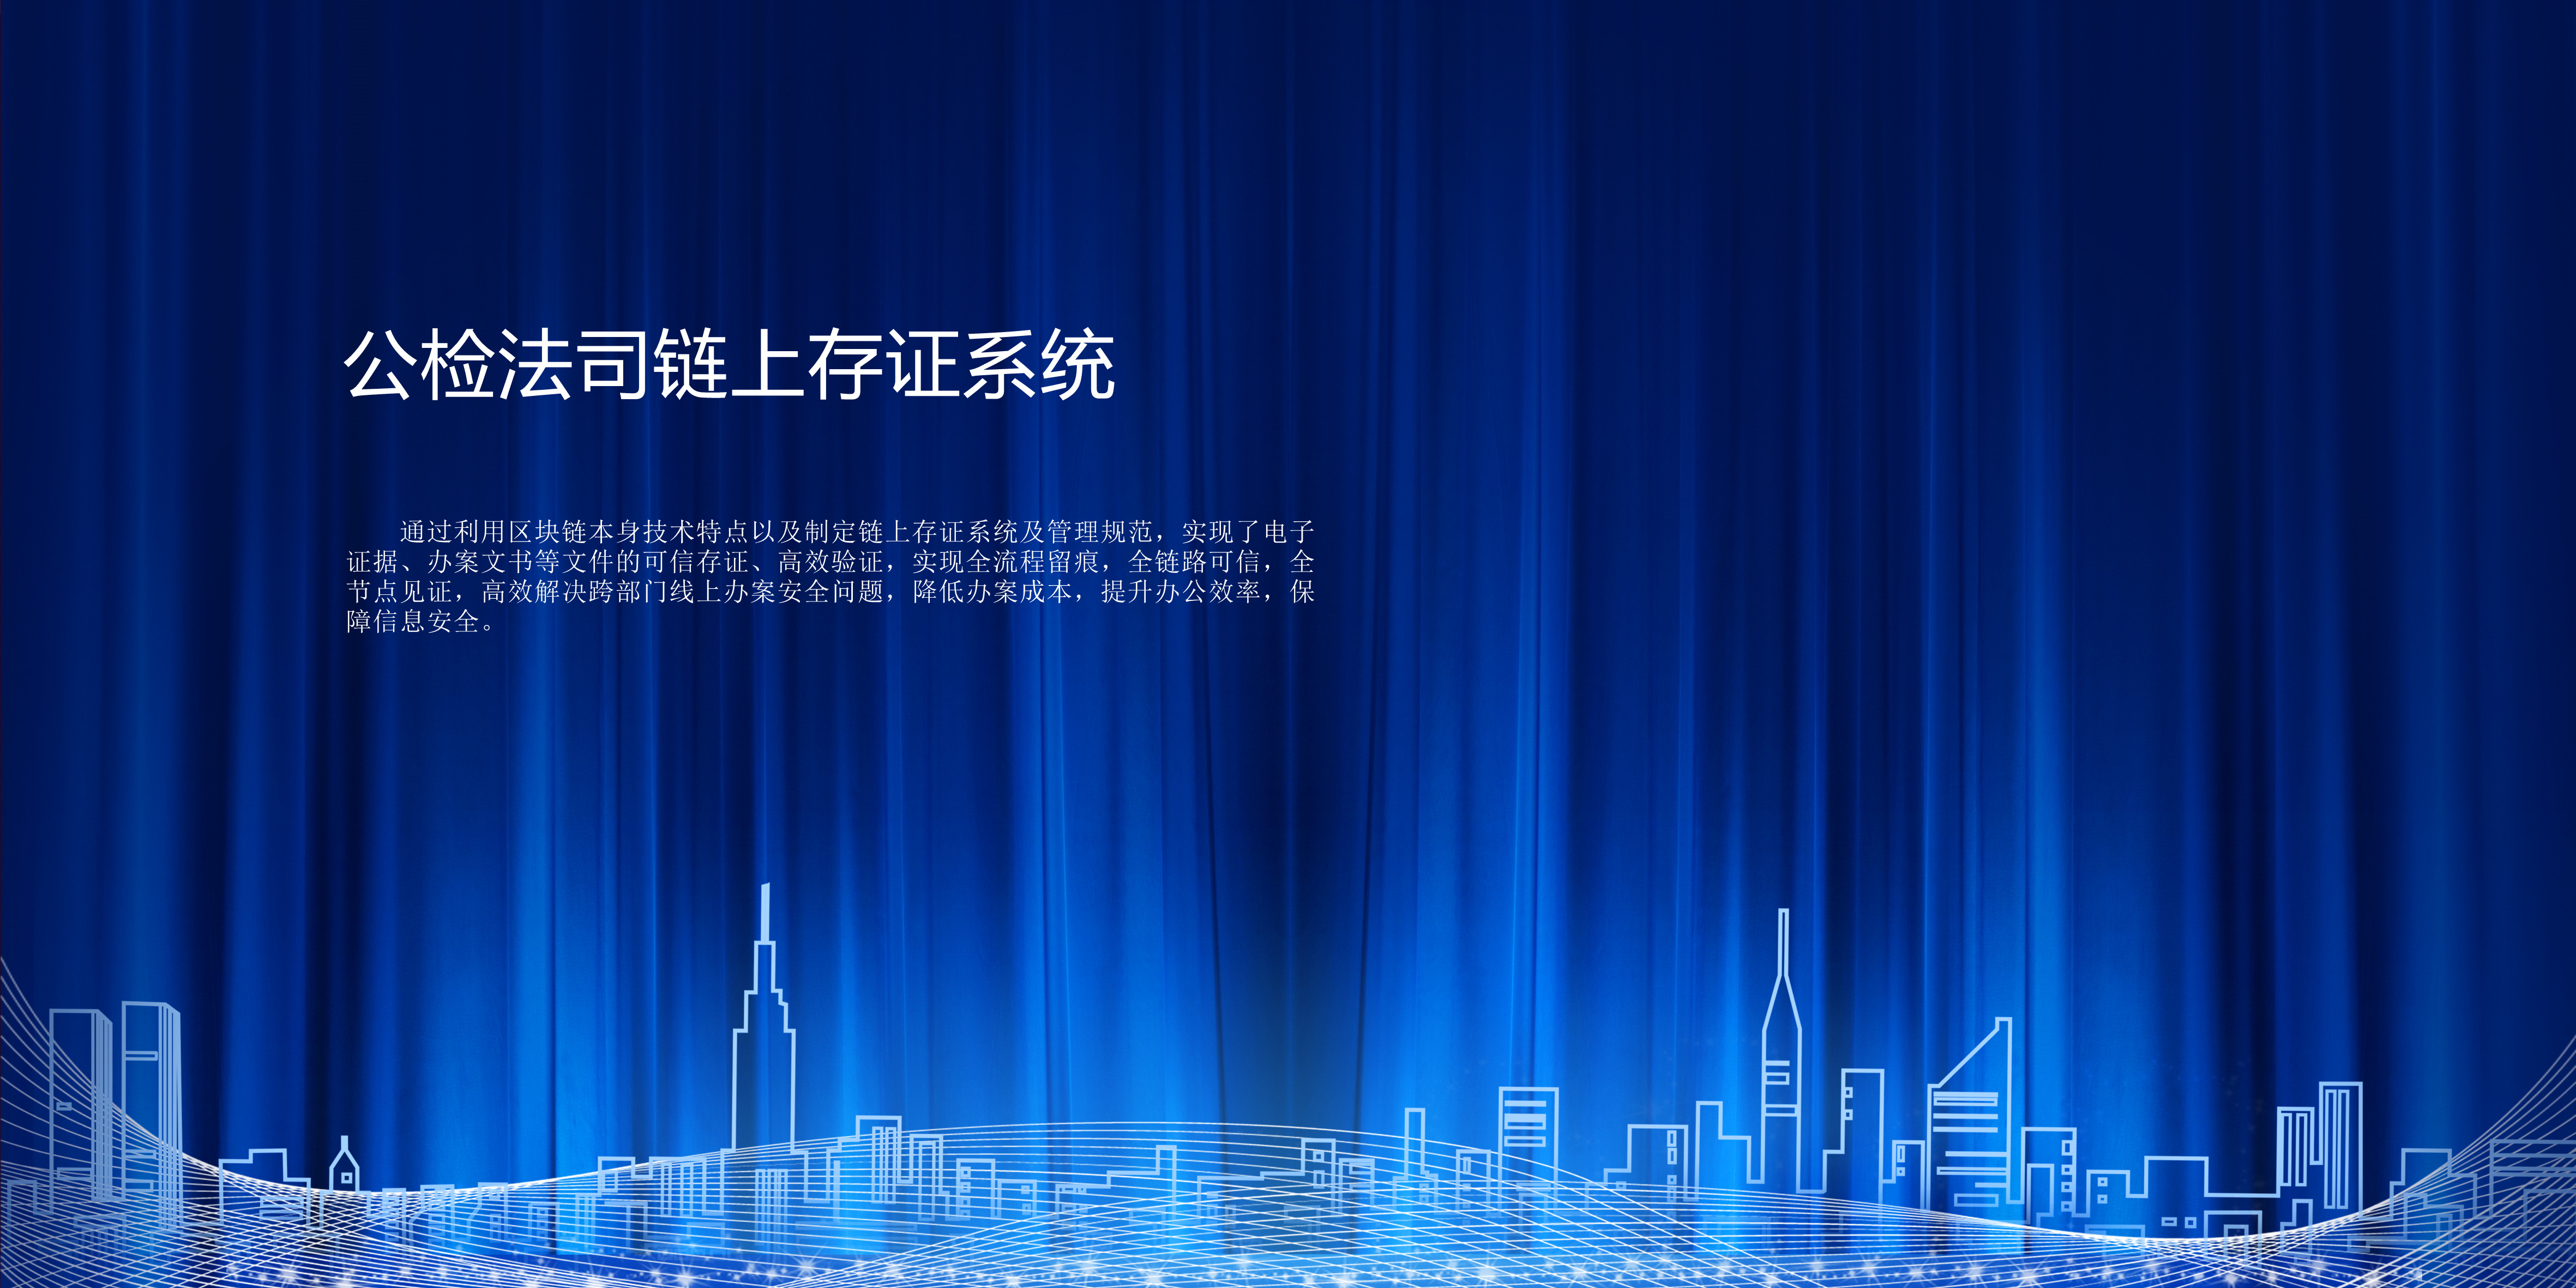 公检法司链上存证系统
通过利用区块链本身技术特点以及制定链上存证系统及管理规范，实现了电子
证据、办案文书等文件的可信存证、高效验证，实现全流程留痕，全链路可信，全
节点见证，高效解决跨部门线上办案安全问题，降低办案成本，提升办公效率，保
障信息安全。